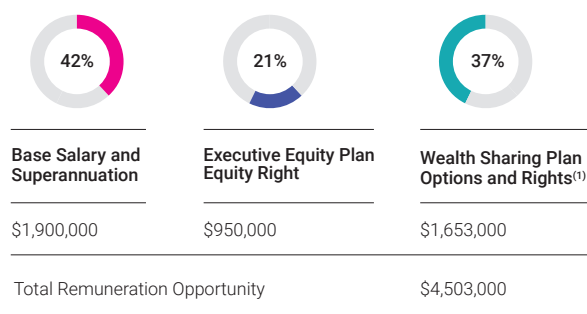 42%
21%
37%
Base Salary and
Superannuation
Executive Equity Plan
Equity Right
Wealth Sharing Plan
Options and Rights(1)
$1,900,000
$950,000
$1,653,000
Total Remuneration Opportunity
$4,503,000